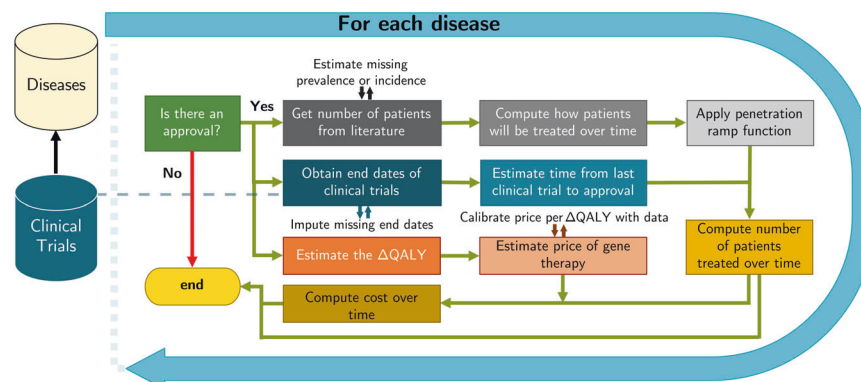 For each disease
Diseases
Clinical
Trials
Is there an
approval?
Yes
No
Estimate missing
prevalence or incidence
Get number of patients
from literature
Compute how patients
will be treated over time
Apply penetration
ramp function
Obtain end dates of
clinical trials
Estimate time from last
clinical trial to approval
Impute missing end dates
Calibrate price per ΔQALY with data
Estimate the ΔQALY
Estimate price of gene
therapy
Compute number
of patients
treated over time
end
Compute cost over
time